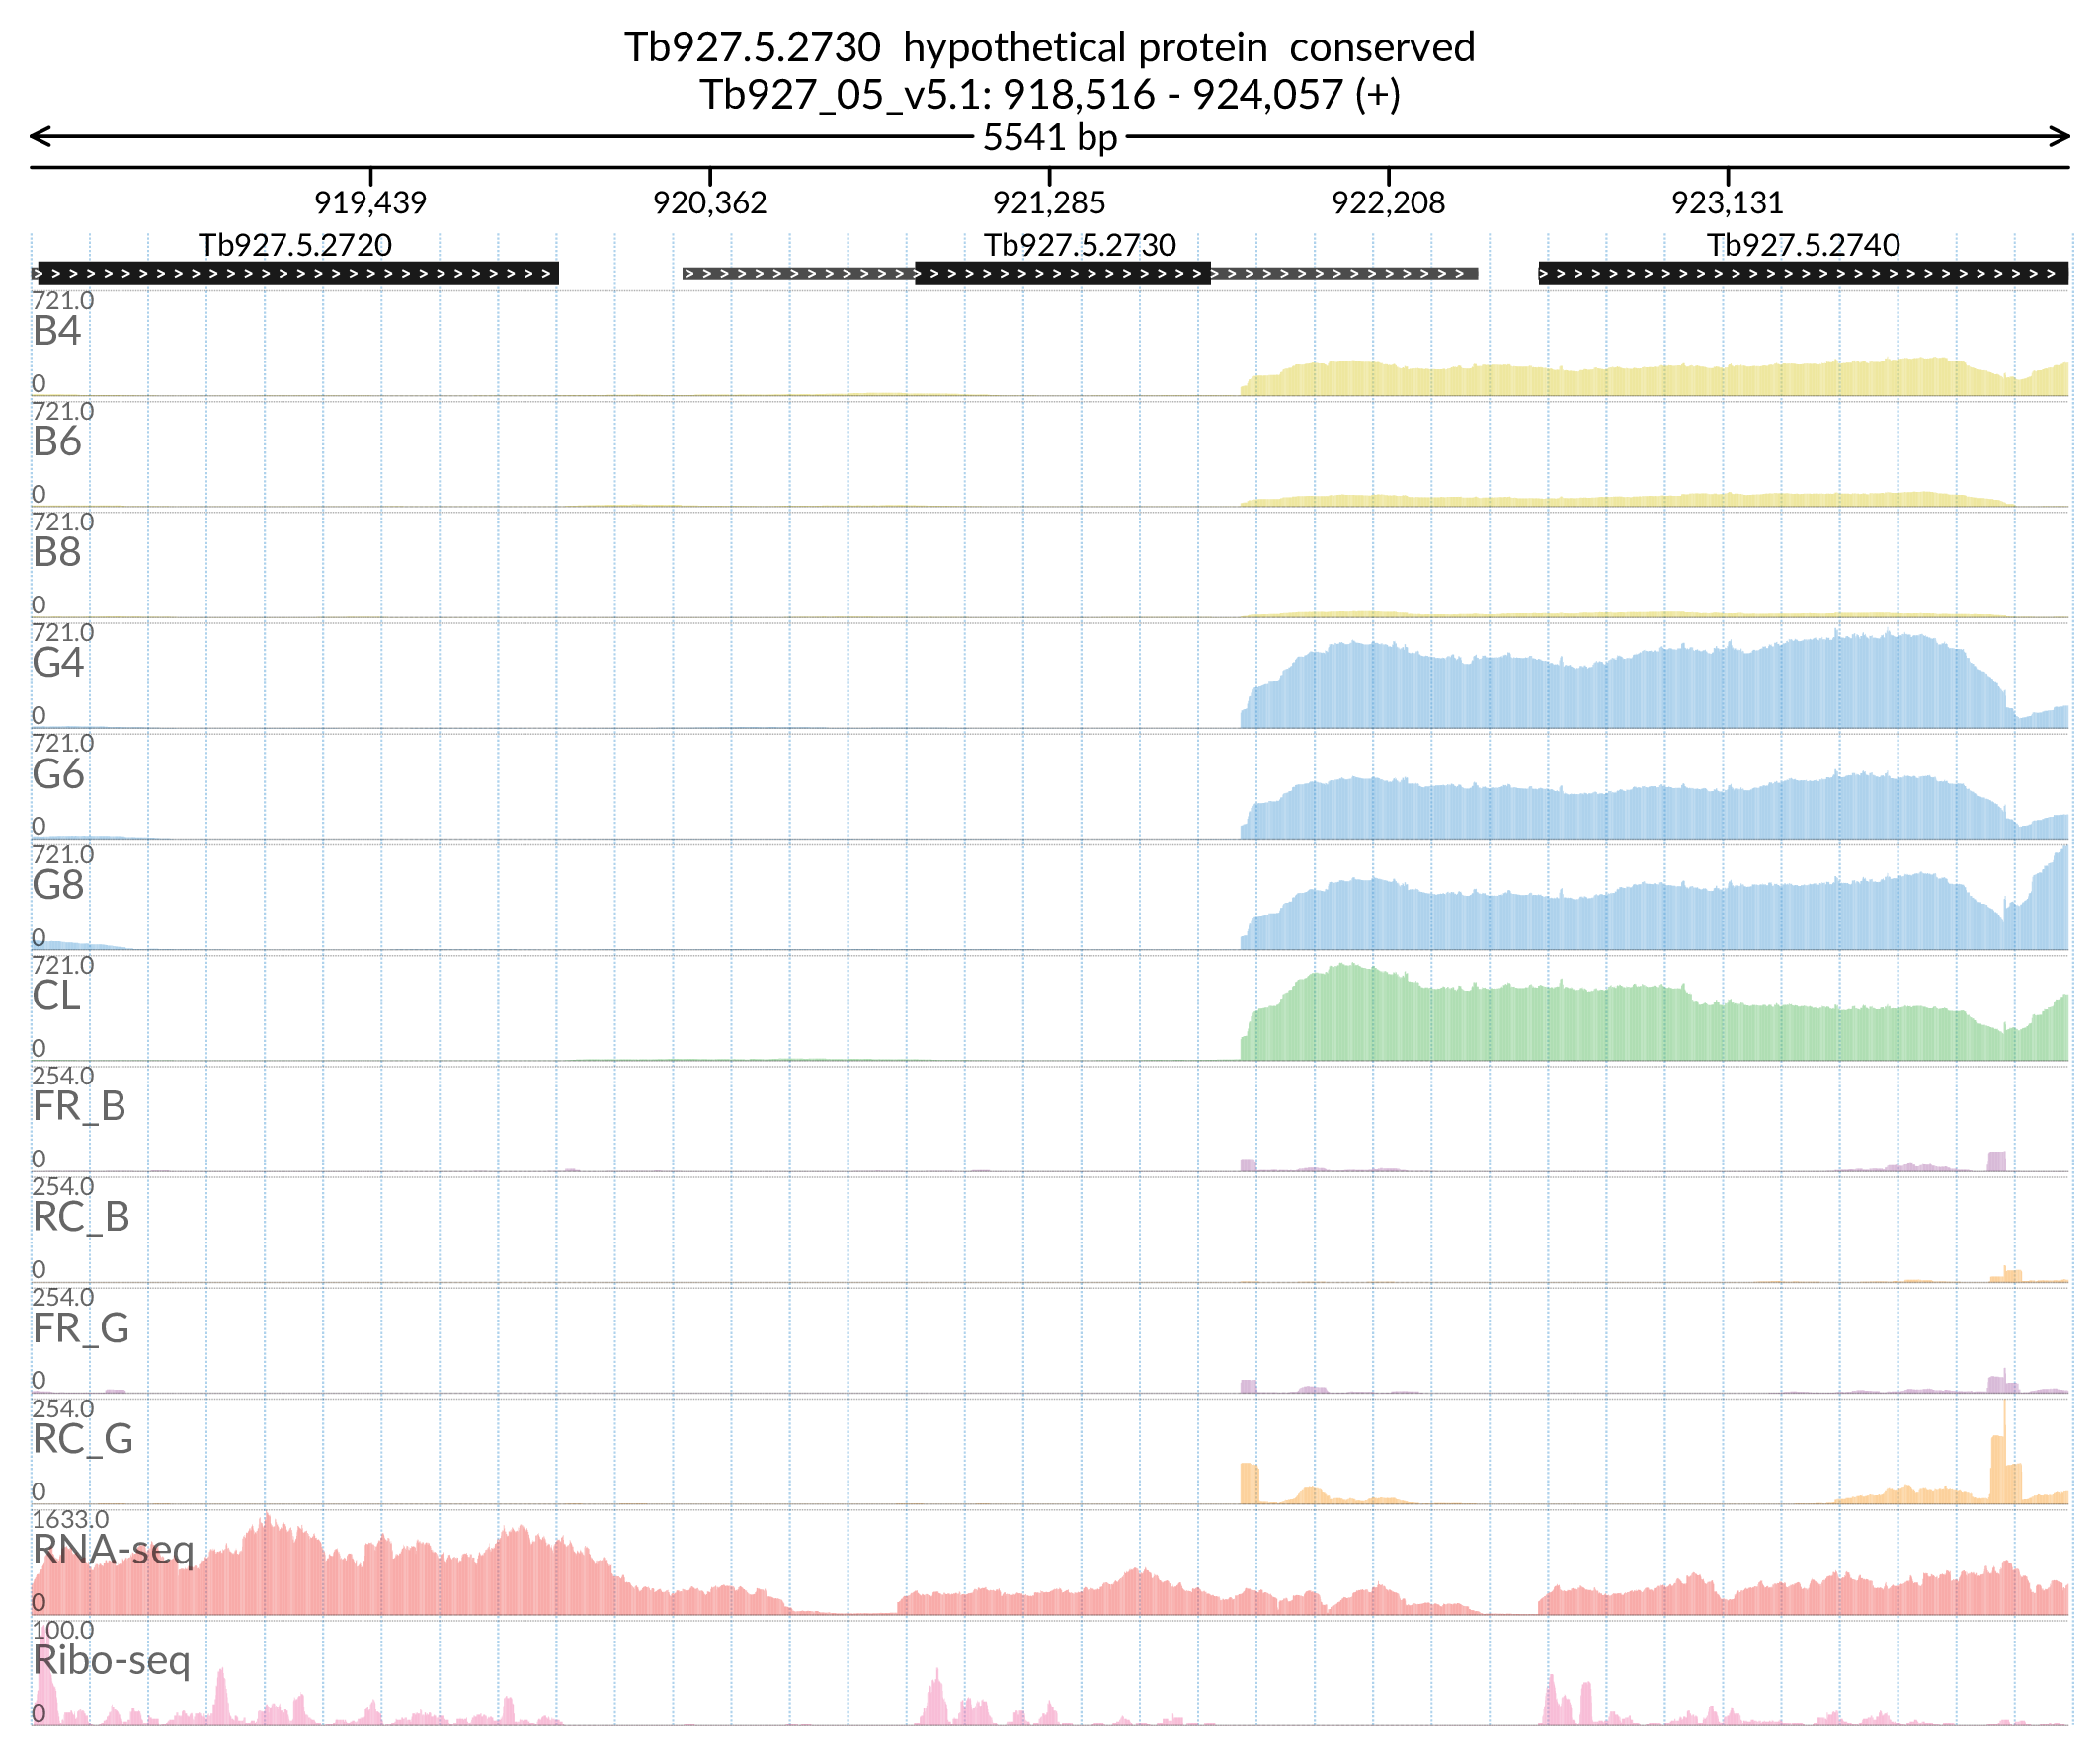 Tb927.5.2730  hypothetical protein  conserved
Tb927_05_v5.1: 918,516 - 924,057 (+)
5541 bp
919,439 920,362 921,285 922,208 923,131
Tb927.5.2720 Tb927.5.2730 Tb927.5.2740
721.0
B4
0
721.0
B6
0
721.0
B8
0
721.0
G4
0
721.0
G6
0
721.0
G8
0
721.0
CL
0
254.0
FR_B
0
254.0
RC_B
0
254.0
FR_G
0
254.0
RC_G
0
1633.0
RNA-seq
0
100.0
Ribo-seq
0